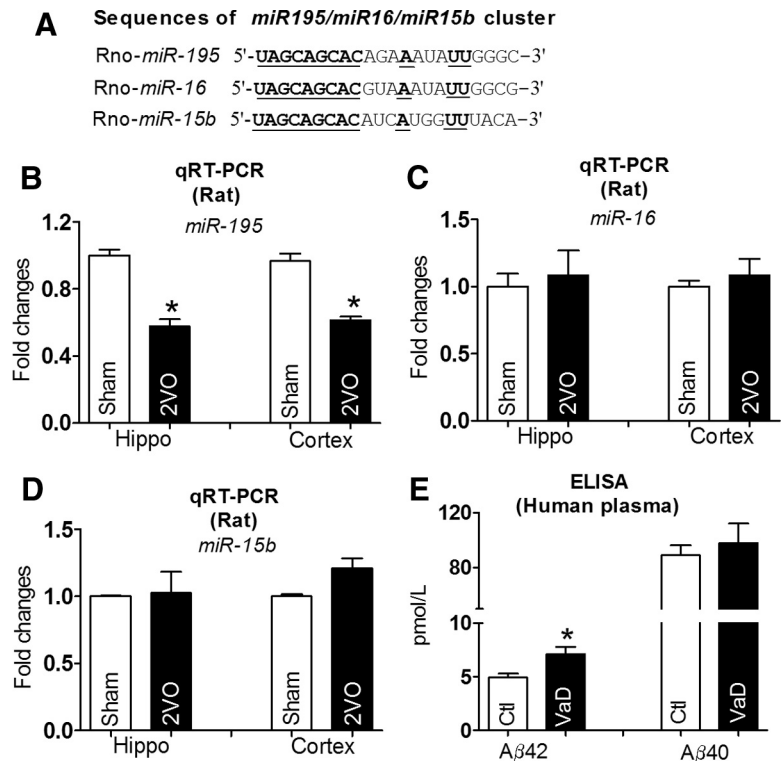 A
Sequences of miR195/miR16/miR15b cluster
Rno-miR-195 5'-UAGCAGCACAGAAAUAUUGGGC-3'
Rno-miR-16 5'-UAGCAGCACGUAAAUAUUGGCG-3'
Rno-miR-15b 5'-UAGCAGCACAUCAUGGUUUACA-3'
B
qRT-PCR
(Rat)
miR-195
Fold changes
1.2
0.8
0.4
0.0
Sham
2VO
Sham
2VO
*
*
Hippo
Cortex
C
qRT-PCR
(Rat)
miR-16
Fold changes
1.5
1.0
0.5
0.0
Sham
2VO
Sham
2VO
Hippo
Cortex
D
qRT-PCR
(Rat)
miR-15b
Fold changes
1.5
1.0
0.5
0.0
Sham
2VO
Sham
2VO
Hippo
Cortex
E
ELISA
(Human plasma)
pmol/L
120
80
10
5
0
*
Ctl
VaD
Ctl
VaD
Aβ42
Aβ40